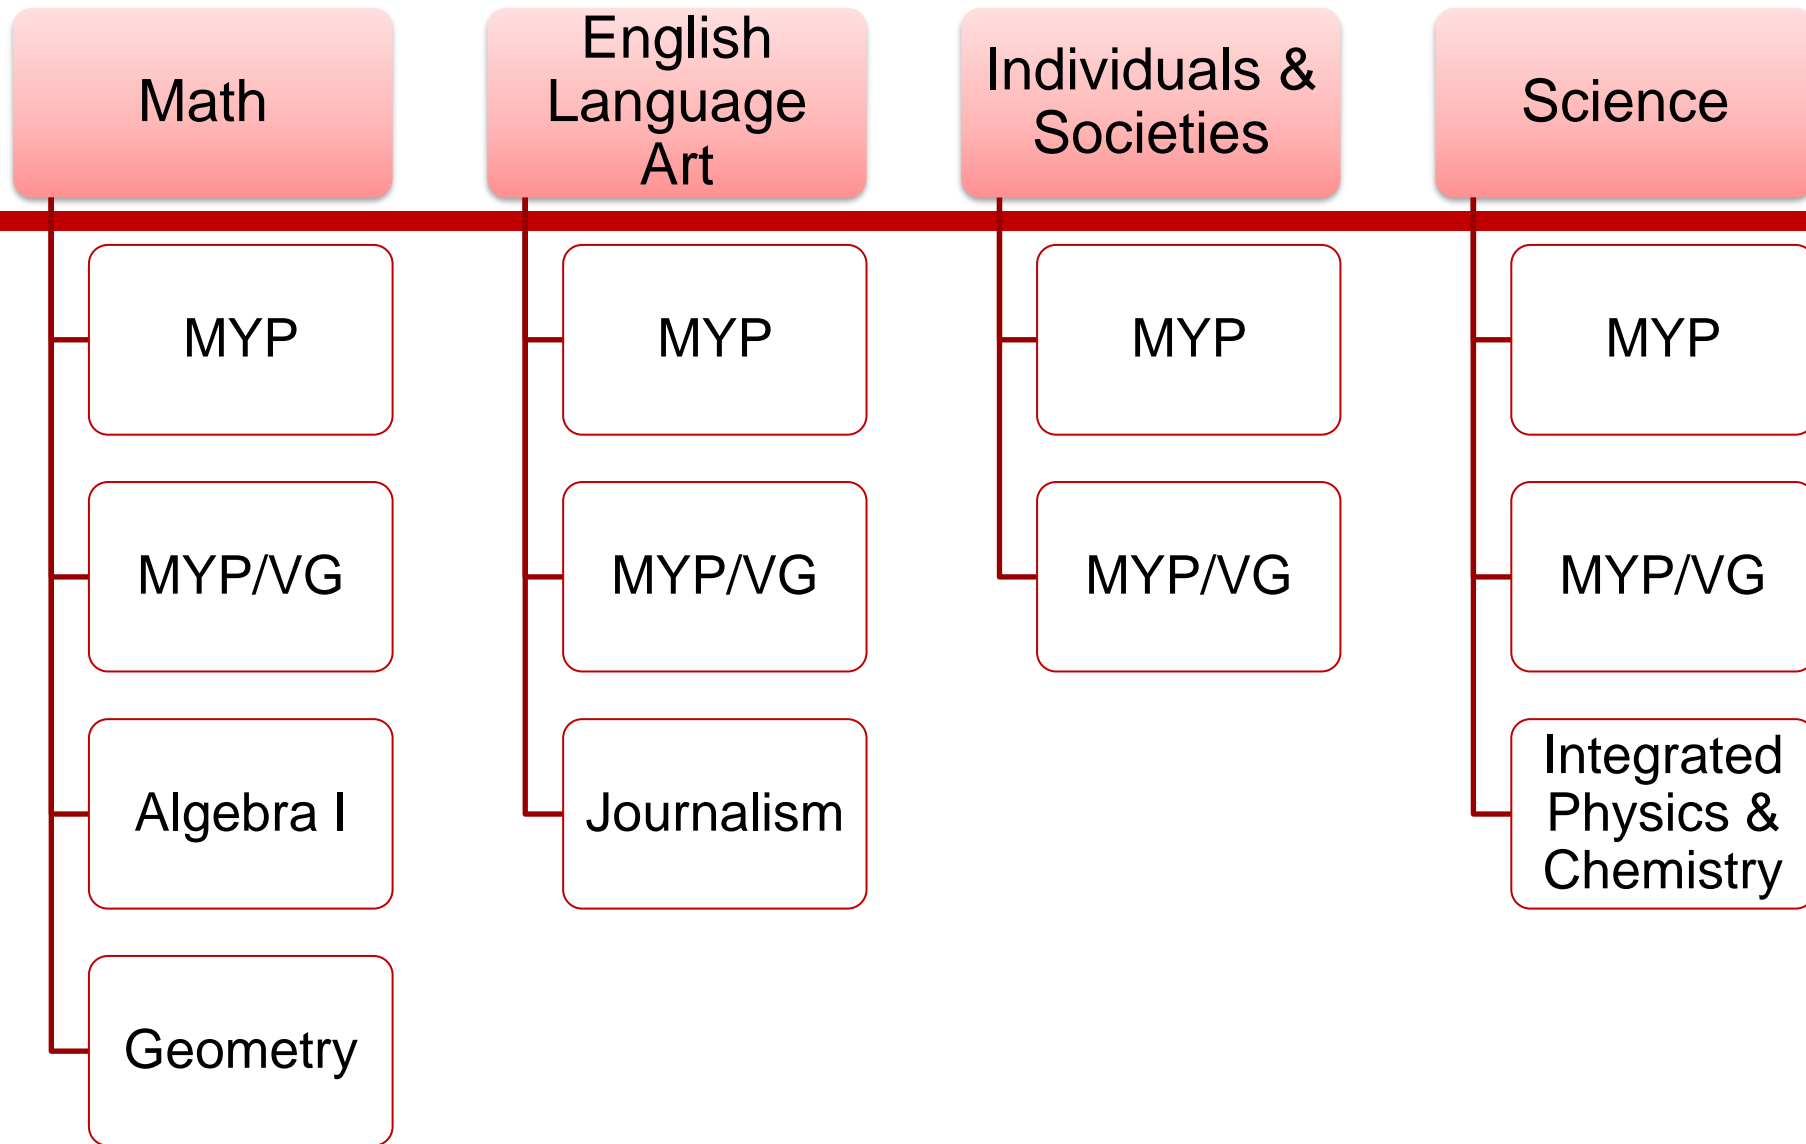 Math
MYP
MYP/VG
Algebra I
Geometry
English
Language
Art
MYP
MYP/VG
Journalism
Individuals &
Societies
MYP
MYP/VG
Science
MYP
MYP/VG
Integrated
Physics &
Chemistry